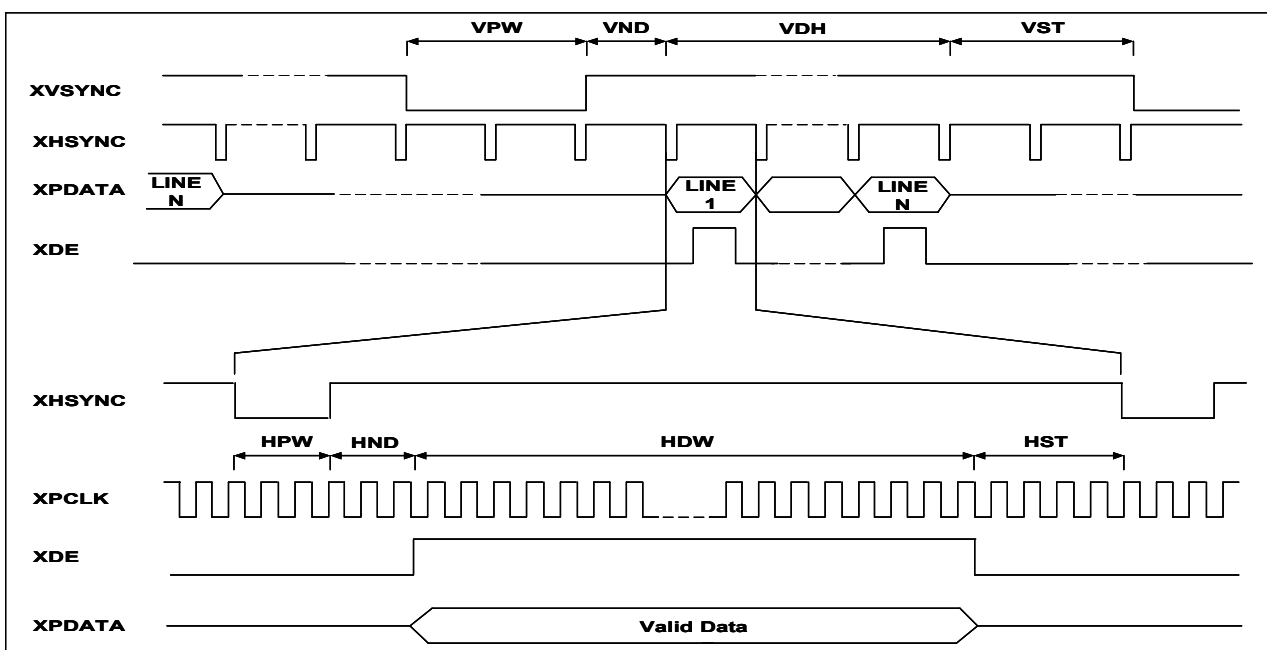 VPW VND VDH VST
XVSYNC
XHSYNC
XPDATA
LINE
N
LINE
1
LINE
N
XDE
XHSYNC
HPW HND HDW HST
XPCLK
XDE
XPDATA
Valid Data